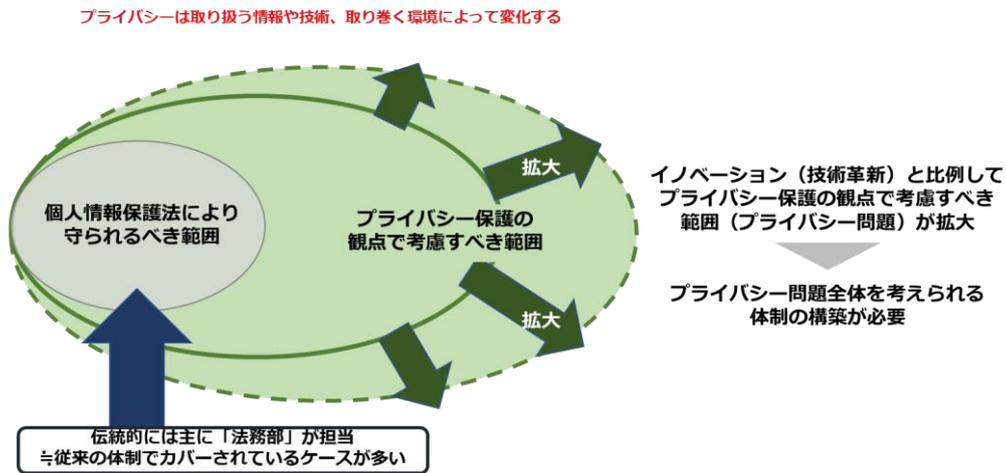 プライバシーは取り扱う情報や技術、取り巻く環境によって変化する
個人情報保護法により
守られるべき範囲
プライバシー保護の
観点で考慮すべき範囲
拡大
拡大
伝統的には主に「法務部」が担当
≒従来の体制でカバーされているケースが多い
イノベーション（技術革新）と比例して
プライバシー保護の観点で考慮すべき
範囲（プライバシー問題）が拡大
プライバシー問題全体を考えられる
体制の構築が必要